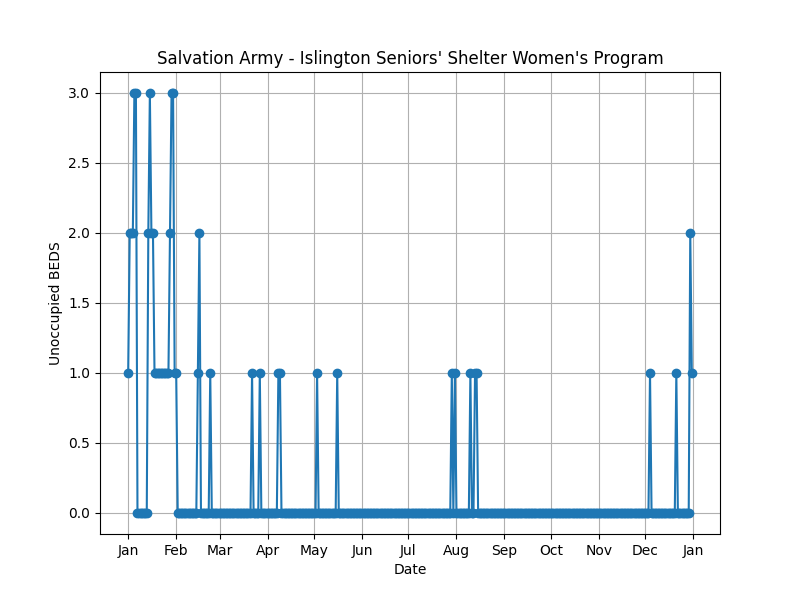 Salvation Army - Islington Seniors' Shelter Women's Program
3.0
2.5
2.0
1.5
1.0
0.5
0.0
Unoccupied BEDS
Jan Feb Mar Apr May Jun Jul Aug Sep Oct Nov Dec Jan
Date